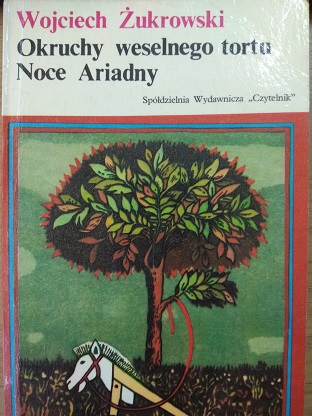 Wojciech Żukrowski
Okruchy weselnego tortu
Noce Ariadny
Spółdzielnia Wydawnicza „Czytelnik”